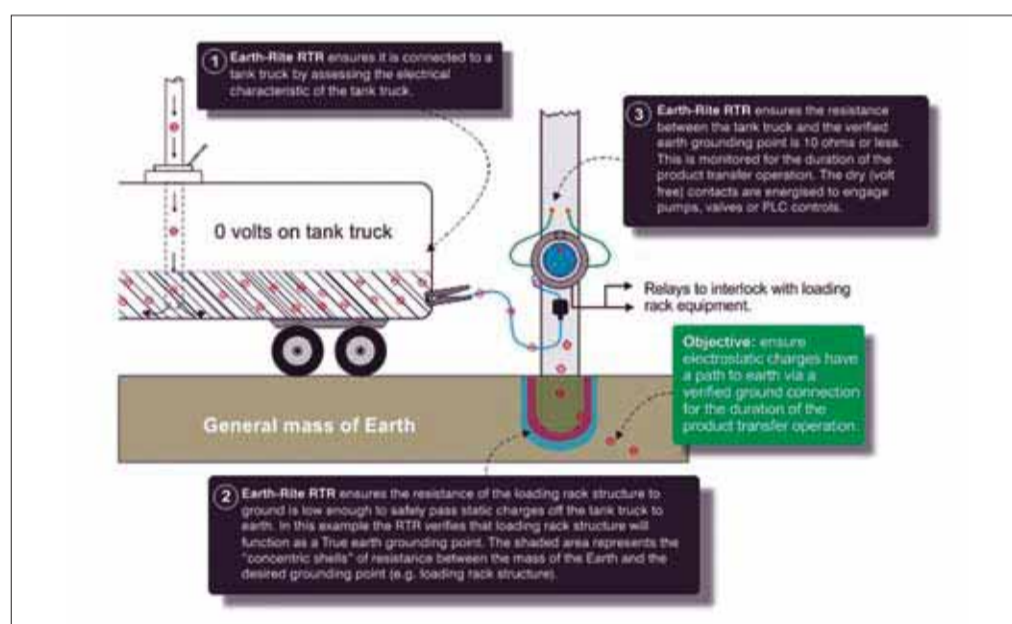 1 Earth-Rite RTR ensures it is connected to a
tank truck by assessing the electrical
characteristic of the tank truck.
3 Earth-Rite RTR ensures the resistance
between the tank truck and the verified
earth grounding point is 10 ohms or less.
This is monitored for the duration of the
product transfer operation. The dry (volt
free) contacts are energised to engage
pumps, valves or PLC controls.
0 volts on tank truck
Relays to interlock with loading
rack equipment.
Objective: ensure
electrostatic charges have
a path to earth via a
verified ground connection
for the duration of the
product transfer operation.
General mass of Earth
2 Earth-Rite RTR ensures the resistance of the loading rack structure to
ground is low enough to safely pass static charges off the tank truck to
earth. In this example the RTR verifies that loading rack structure will
function as a True earth grounding point. The shaded area represents the
"concentric shells" of resistance between the mass of the Earth and the
desired grounding point (e.g. loading rack structure).